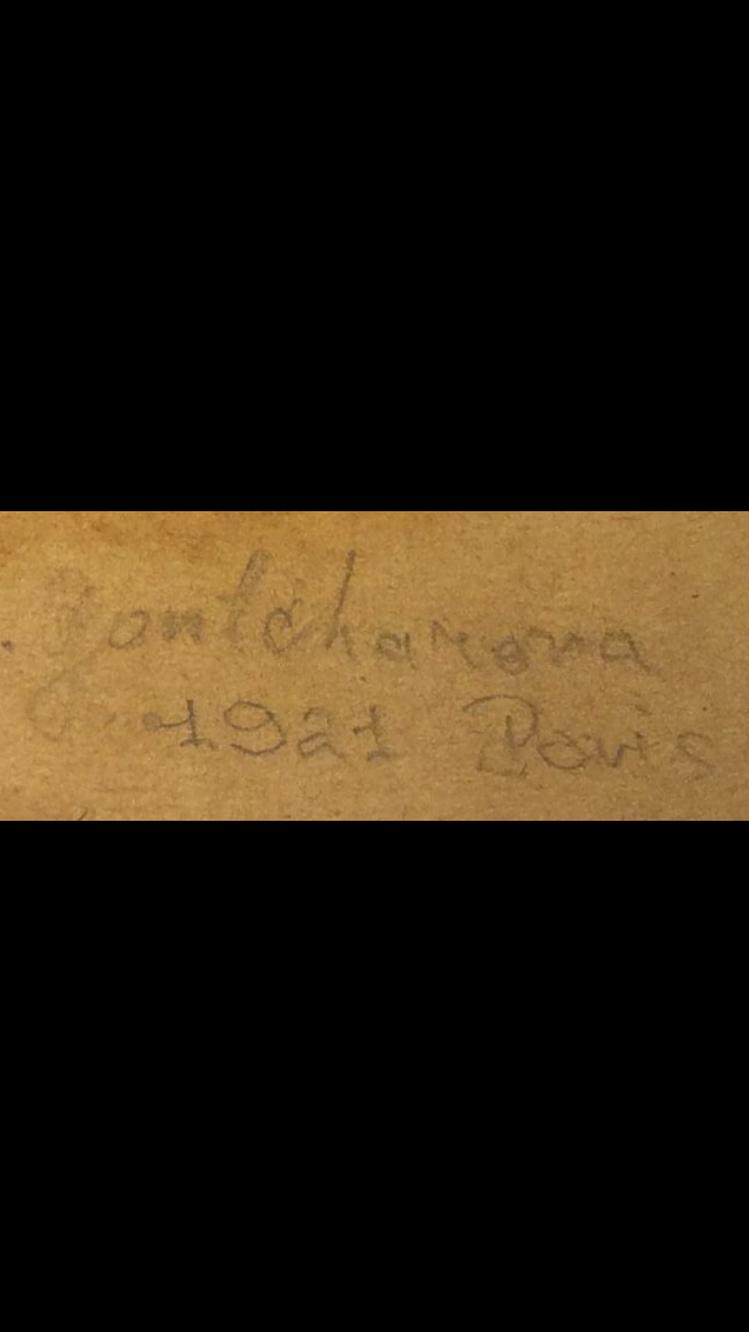 . gontcharova
1921 Paris